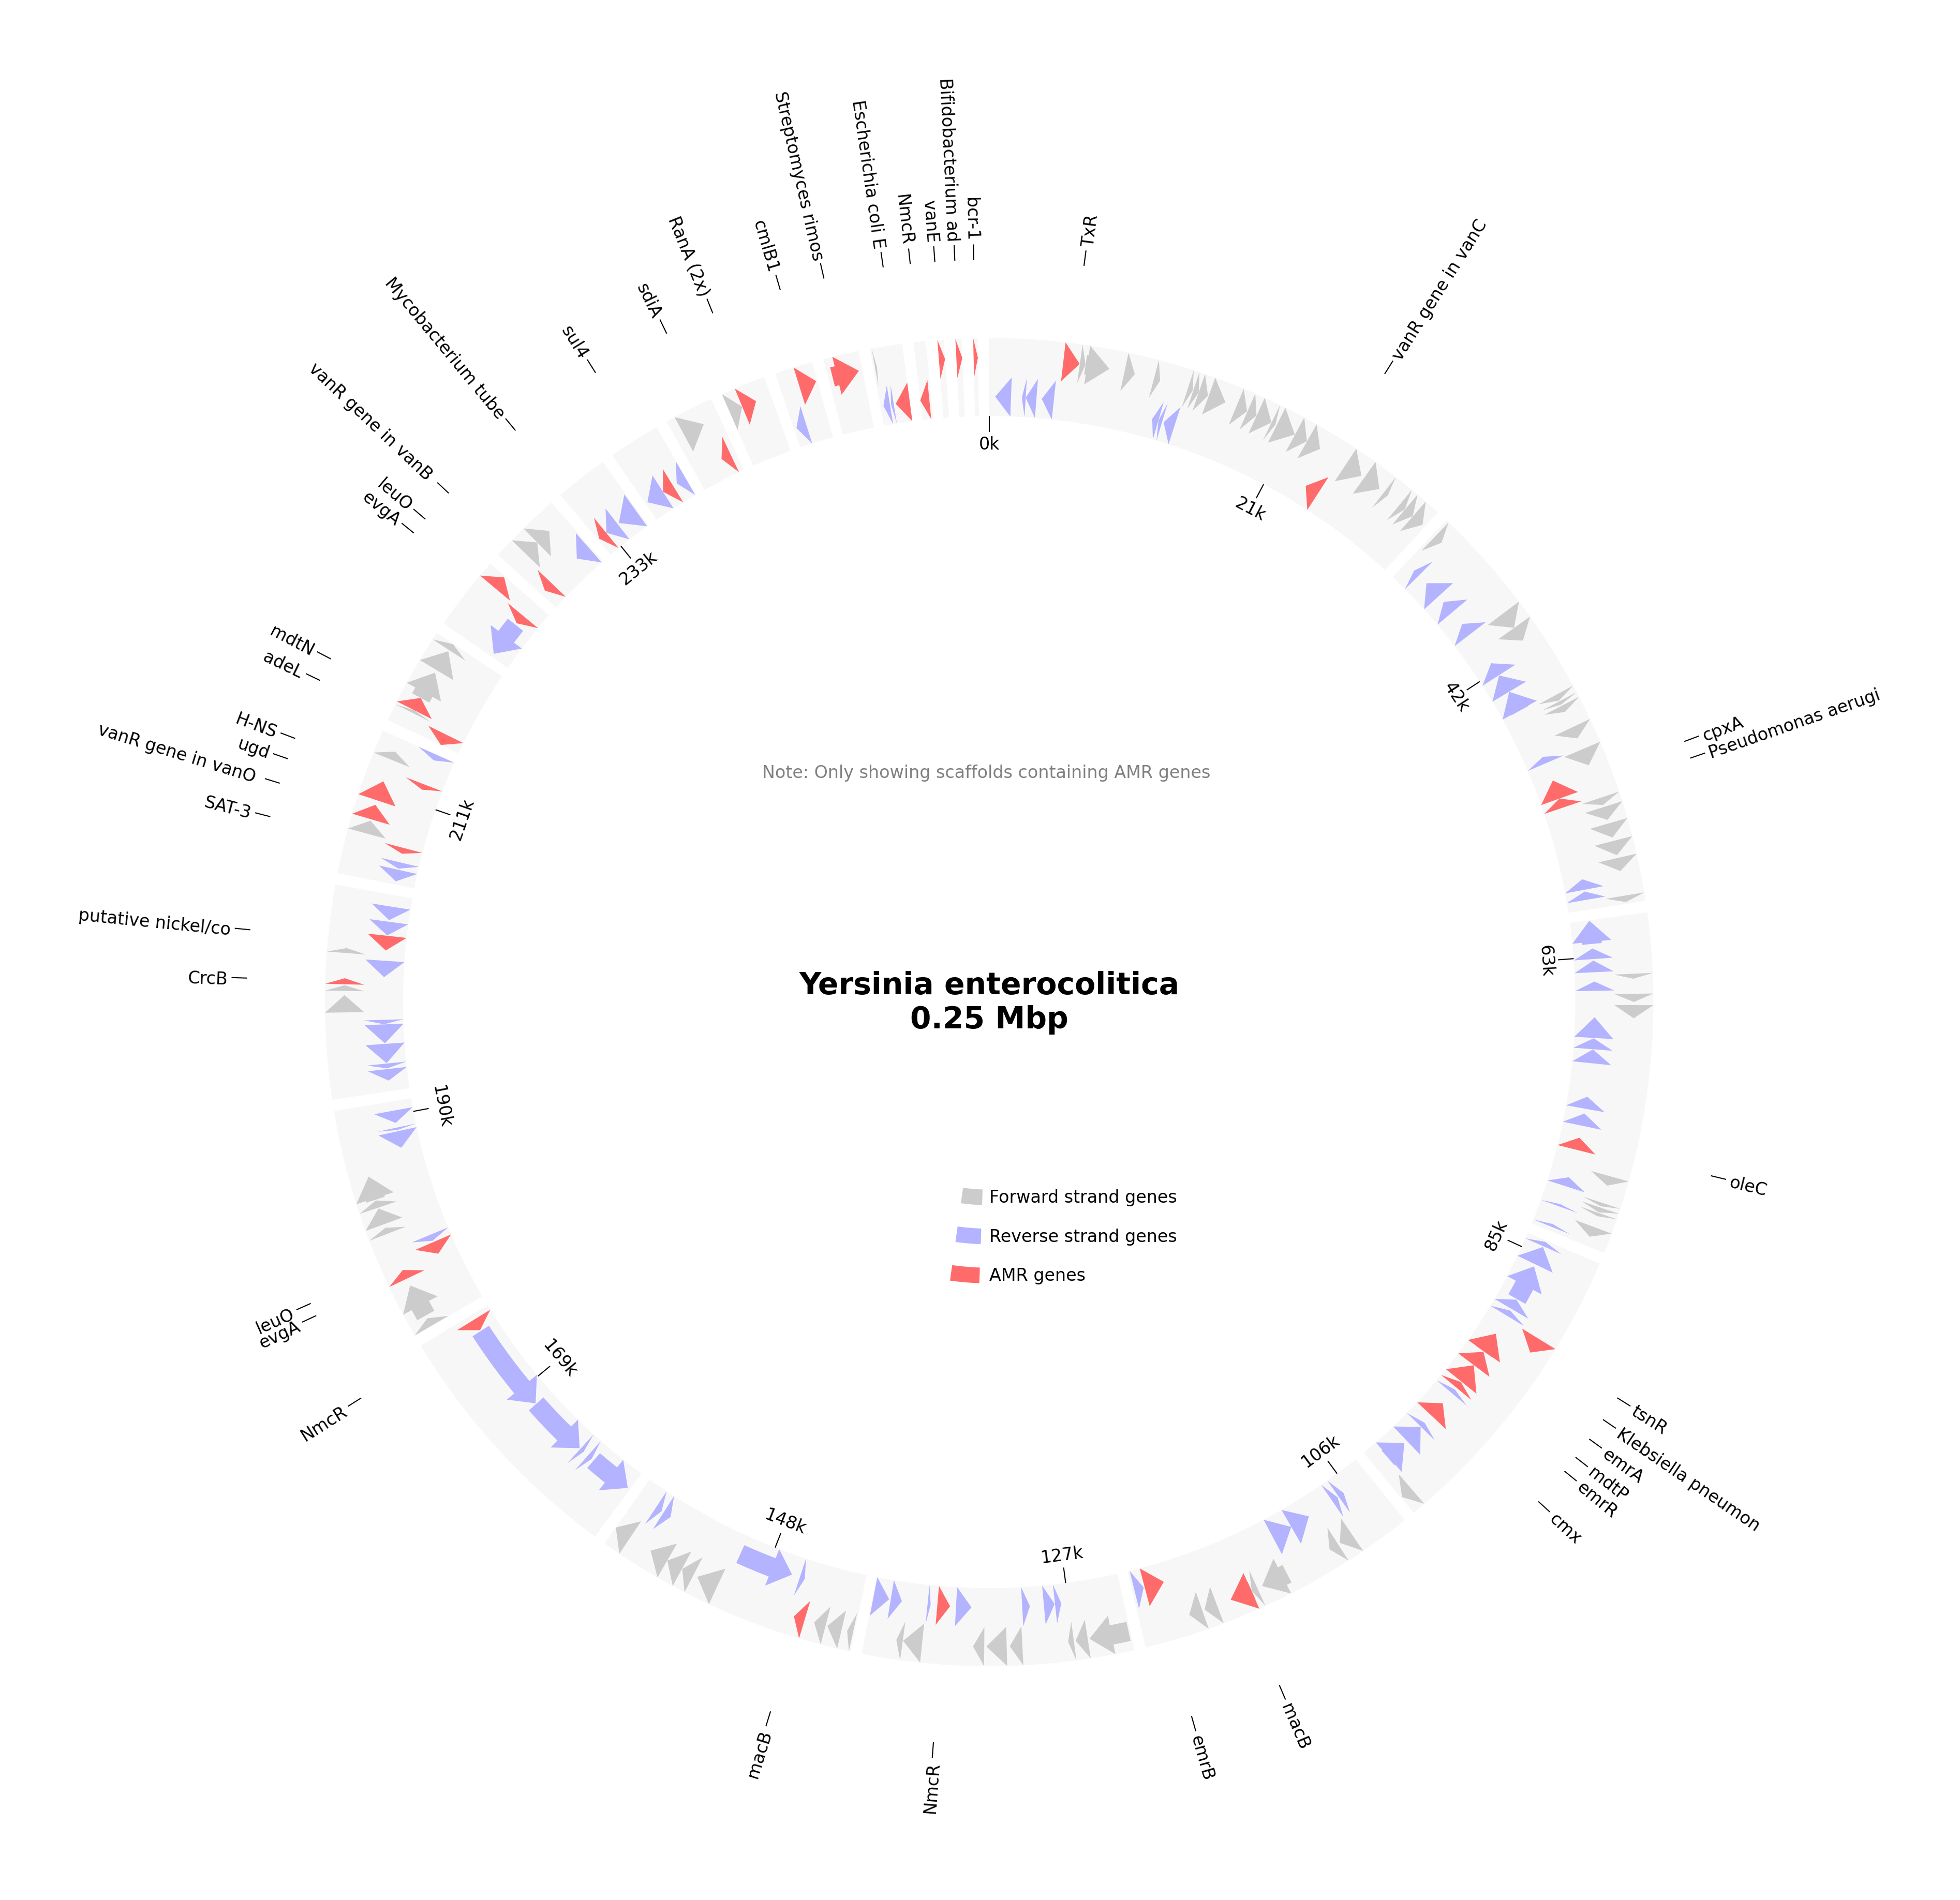 Bifidobacterium ad
bcr-1
TxR
vanR gene in vanC
cpxA
Pseudomonas aerugi
oleC
tsnR
Klebsiella pneumon
emrA
mdtP
emrR
cmx
macB
emrB
NmcR
macB
NmcR
evgA
leuO
CrcB
putative nickel/co
SAT-3
vanR gene in vanO
ugd
H-NS
adeL
mdtN
evgA
leuO
vanR gene in vanB
Mycobacterium tube
sul4
sdiA
RanA (2x)
cmlB1
Streptomyces rimos
Escherichia coli E
NmcR
vanE
0k
21k
42k
63k
85k
106k
127k
148k
169k
190k
211k
233k
Note: Only showing scaffolds containing AMR genes
Yersinia enterocolitica
0.25 Mbp
Forward strand genes
Reverse strand genes
AMR genes